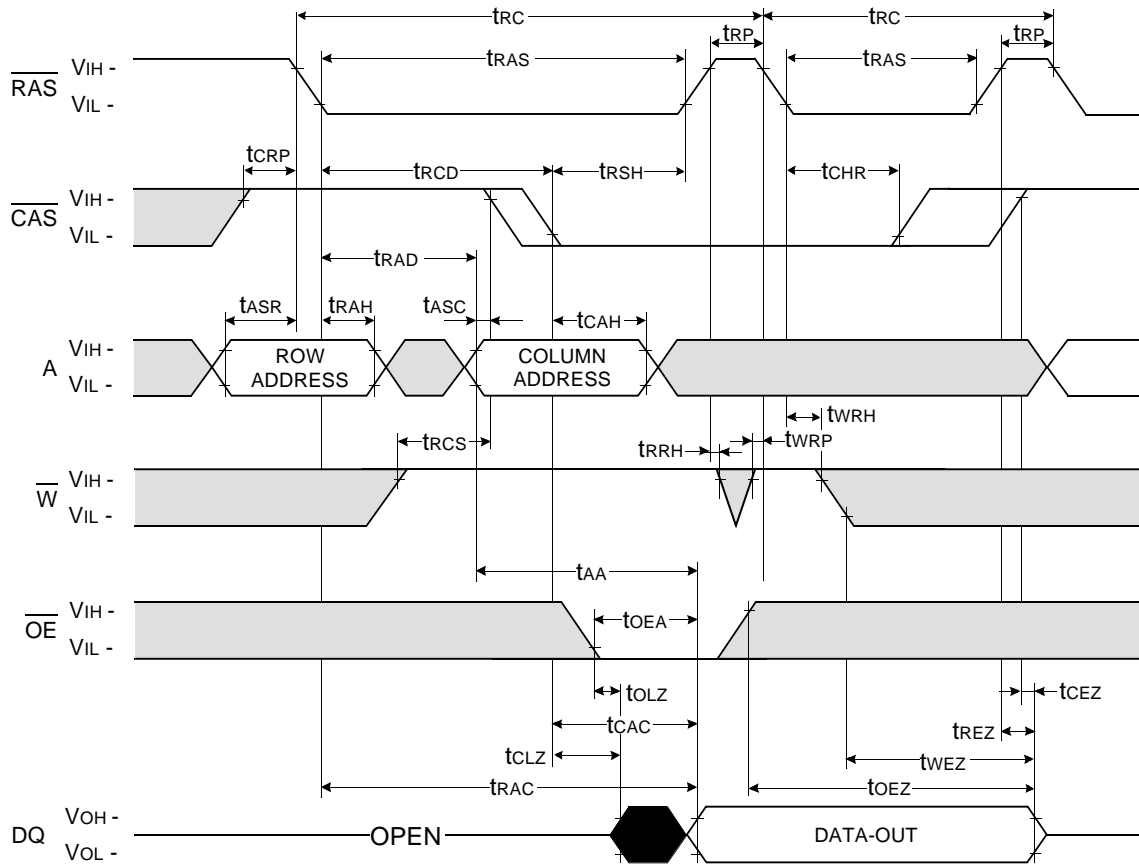 tRC tRC
tRP tRP
tRAS tRAS
RAS VIH -
VIL -
tCRP tRCD tRSH tCHR
CAS VIH -
VIL -
tRAD
tASR tRAH tASC tCAH
A VIH -
VIL -
ROW
ADDRESS
COLUMN
ADDRESS
tWRH
tRCS tRRH tWRP
W VIH -
VIL -
tAA
OE VIH -
VIL -
tOEA
tOLZ tCEZ
tCAC tREZ
tCLZ tWEZ
tRAC tOEZ
DQ VOH -
VOL -
OPEN DATA-OUT